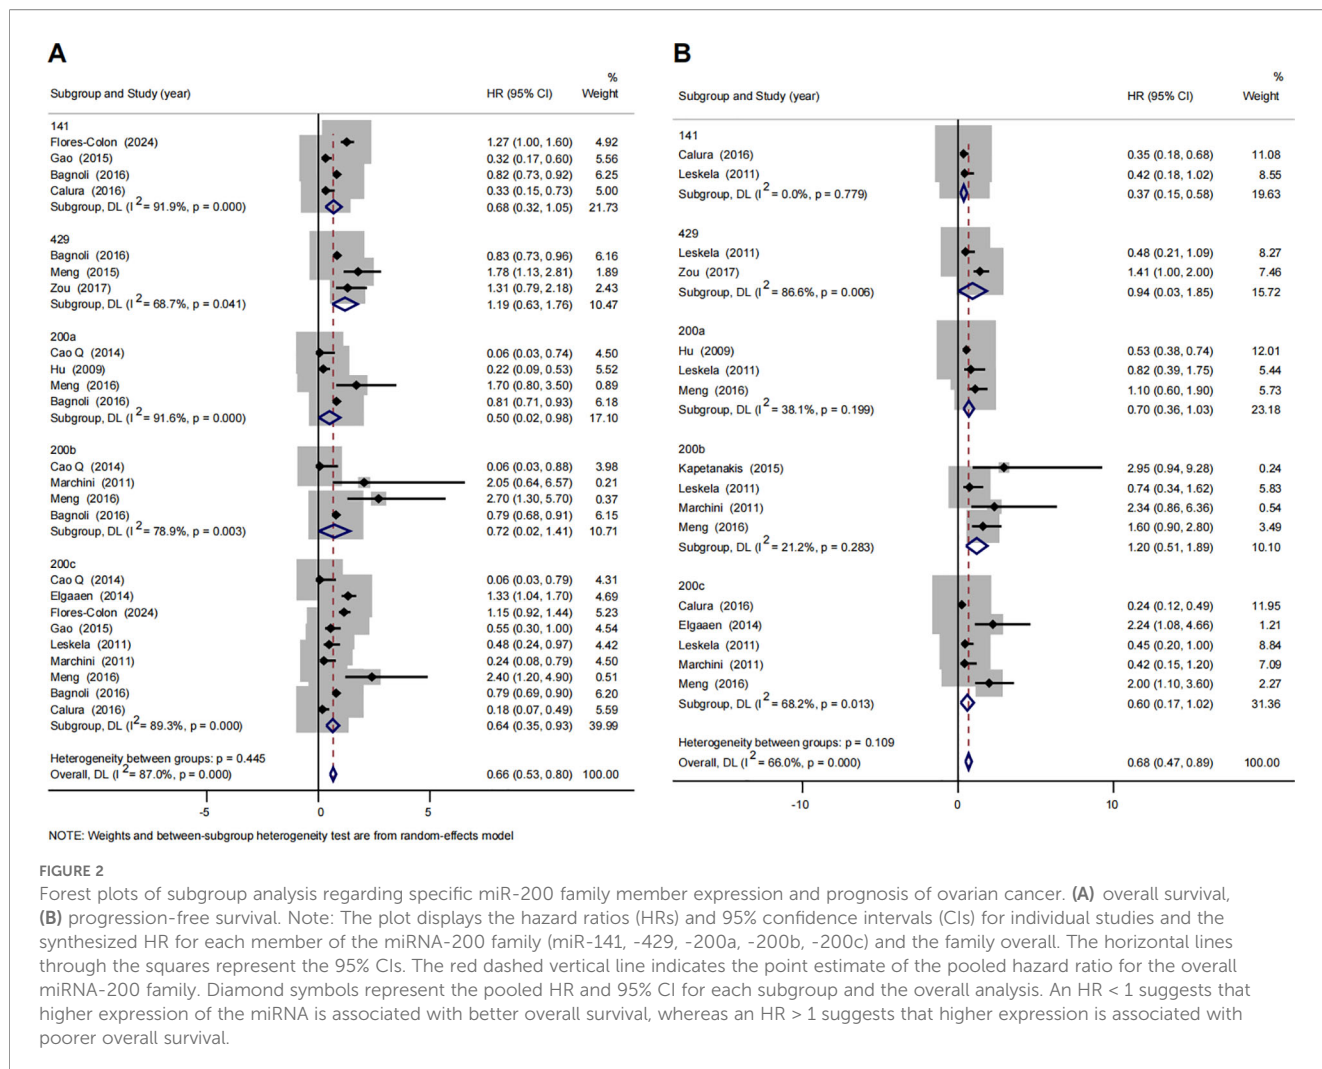 A
%
Subgroup and Study (year) HR (95% CI) Weight
141
Flores-Colon (2024) 1.27 (1.00, 1.60) 4.92
Gao (2015) 0.32 (0.17, 0.60) 5.56
Bagnoli (2016) 0.82 (0.73, 0.92) 6.25
Calura (2016) 0.33 (0.15, 0.73) 5.00
Subgroup, DL (I²= 91.9%, p = 0.000) 0.68 (0.32, 1.05) 21.73
429
Bagnoli (2016) 0.83 (0.73, 0.96) 6.16
Meng (2015) 1.78 (1.13, 2.81) 1.89
Zou (2017) 1.31 (0.79, 2.18) 2.43
Subgroup, DL (I²= 68.7%, p = 0.041) 1.19 (0.63, 1.76) 10.47
200a
Cao Q (2014) 0.06 (0.03, 0.74) 4.50
Hu (2009) 0.22 (0.09, 0.53) 5.52
Meng (2016) 1.70 (0.80, 3.50) 0.89
Bagnoli (2016) 0.81 (0.71, 0.93) 6.18
Subgroup, DL (I²= 91.6%, p = 0.000) 0.50 (0.02, 0.98) 17.10
200b
Cao Q (2014) 0.06 (0.03, 0.88) 3.98
Marchini (2011) 2.05 (0.64, 6.57) 0.21
Meng (2016) 2.70 (1.30, 5.70) 0.37
Bagnoli (2016) 0.79 (0.68, 0.91) 6.15
Subgroup, DL (I²= 78.9%, p = 0.003) 0.72 (0.02, 1.41) 10.71
200c
Cao Q (2014) 0.06 (0.03, 0.79) 4.31
Elgaaen (2014) 1.33 (1.04, 1.70) 4.69
Flores-Colon (2024) 1.15 (0.92, 1.44) 5.23
Gao (2015) 0.55 (0.30, 1.00) 4.54
Leskela (2011) 0.48 (0.24, 0.97) 4.42
Marchini (2011) 0.24 (0.08, 0.79) 4.50
Meng (2016) 2.40 (1.20, 4.90) 0.51
Bagnoli (2016) 0.79 (0.69, 0.90) 6.20
Calura (2016) 0.18 (0.07, 0.49) 5.59
Subgroup, DL (I²= 89.3%, p = 0.000) 0.64 (0.35, 0.93) 39.99
Heterogeneity between groups: p = 0.445
Overall, DL (I²= 87.0%, p = 0.000) 0.66 (0.53, 0.80) 100.00
-5 0 5
NOTE: Weights and between-subgroup heterogeneity test are from random-effects model
B
%
Subgroup and Study (year) HR (95% CI) Weight
141
Calura (2016) 0.35 (0.18, 0.68) 11.08
Leskela (2011) 0.42 (0.18, 1.02) 8.55
Subgroup, DL (I²= 0.0%, p = 0.779) 0.37 (0.15, 0.58) 19.63
429
Leskela (2011) 0.48 (0.21, 1.09) 8.27
Zou (2017) 1.41 (1.00, 2.00) 7.46
Subgroup, DL (I²= 86.6%, p = 0.006) 0.94 (0.03, 1.85) 15.72
200a
Hu (2009) 0.53 (0.38, 0.74) 12.01
Leskela (2011) 0.82 (0.39, 1.75) 5.44
Meng (2016) 1.10 (0.60, 1.90) 5.73
Subgroup, DL (I²= 38.1%, p = 0.199) 0.70 (0.36, 1.03) 23.18
200b
Kapetanakis (2015) 2.95 (0.94, 9.28) 0.24
Leskela (2011) 0.74 (0.34, 1.62) 5.83
Marchini (2011) 2.34 (0.86, 6.36) 0.54
Meng (2016) 1.60 (0.90, 2.80) 3.49
Subgroup, DL (I²= 21.2%, p = 0.283) 1.20 (0.51, 1.89) 10.10
200c
Calura (2016) 0.24 (0.12, 0.49) 11.95
Elgaaen (2014) 2.24 (1.08, 4.66) 1.21
Leskela (2011) 0.45 (0.20, 1.00) 8.84
Marchini (2011) 0.42 (0.15, 1.20) 7.09
Meng (2016) 2.00 (1.10, 3.60) 2.27
Subgroup, DL (I²= 68.2%, p = 0.013) 0.60 (0.17, 1.02) 31.36
Heterogeneity between groups: p = 0.109
Overall, DL (I²= 66.0%, p = 0.000) 0.68 (0.47, 0.89) 100.00
-10 0 10
FIGURE 2
Forest plots of subgroup analysis regarding specific miR-200 family member expression and prognosis of ovarian cancer. (A) overall survival,
(B) progression-free survival. Note: The plot displays the hazard ratios (HRs) and 95% confidence intervals (CIs) for individual studies and the
synthesized HR for each member of the miRNA-200 family (miR-141, -429, -200a, -200b, -200c) and the family overall. The horizontal lines
through the squares represent the 95% CIs. The red dashed vertical line indicates the point estimate of the pooled hazard ratio for the overall
miRNA-200 family. Diamond symbols represent the pooled HR and 95% CI for each subgroup and the overall analysis. An HR < 1 suggests that
higher expression of the miRNA is associated with better overall survival, whereas an HR > 1 suggests that higher expression is associated with
poorer overall survival.